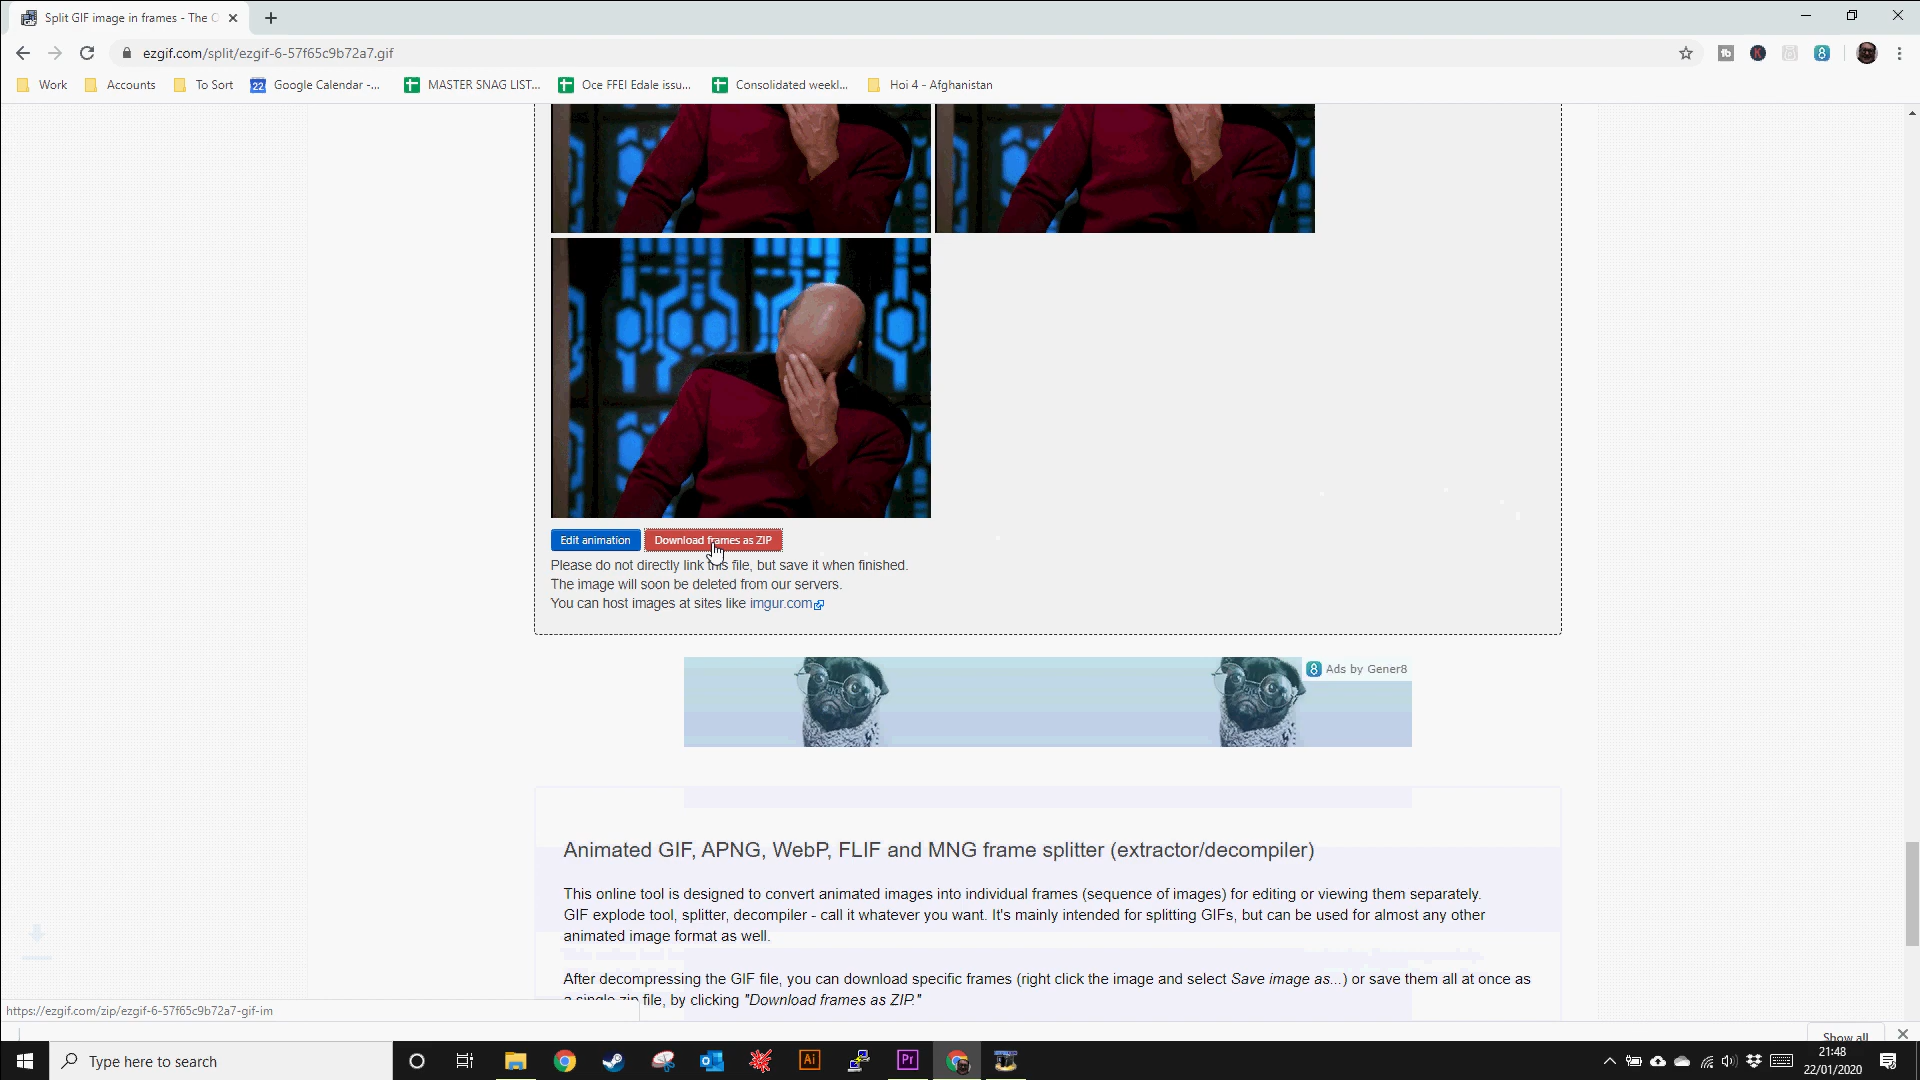 Split GIF image in frames - The O
ezgif.com/split/ezgif-6-57f65c9b72a7.gif
Work
Accounts
To Sort
22
Google Calendar -...
MASTER SNAG LIST...
Oce FFEI Edale issu...
Consolidated weekl...
Hoi 4 - Afghanistan
Edit animation
Download frames as ZIP
Please do not directly link this file, but save it when finished.
The image will soon be deleted from our servers.
You can host images at sites like imgur.com
8 Ads by Gener8
Animated GIF, APNG, WebP, FLIF and MNG frame splitter (extractor/decompiler)
This online tool is designed to convert animated images into individual frames (sequence of images) for editing or viewing them separately.
GIF explode tool, splitter, decompiler - call it whatever you want. It's mainly intended for splitting GIFs, but can be used for almost any other
animated image format as well.
After decompressing the GIF file, you can download specific frames (right click the image and select Save image as...) or save them all at once as
a single zip file, by clicking "Download frames as ZIP."
https://ezgif.com/zip/ezgif-6-57f65c9b72a7-gif-im
Show all
Type here to search
Ai
Pr
21:48
22/01/2020